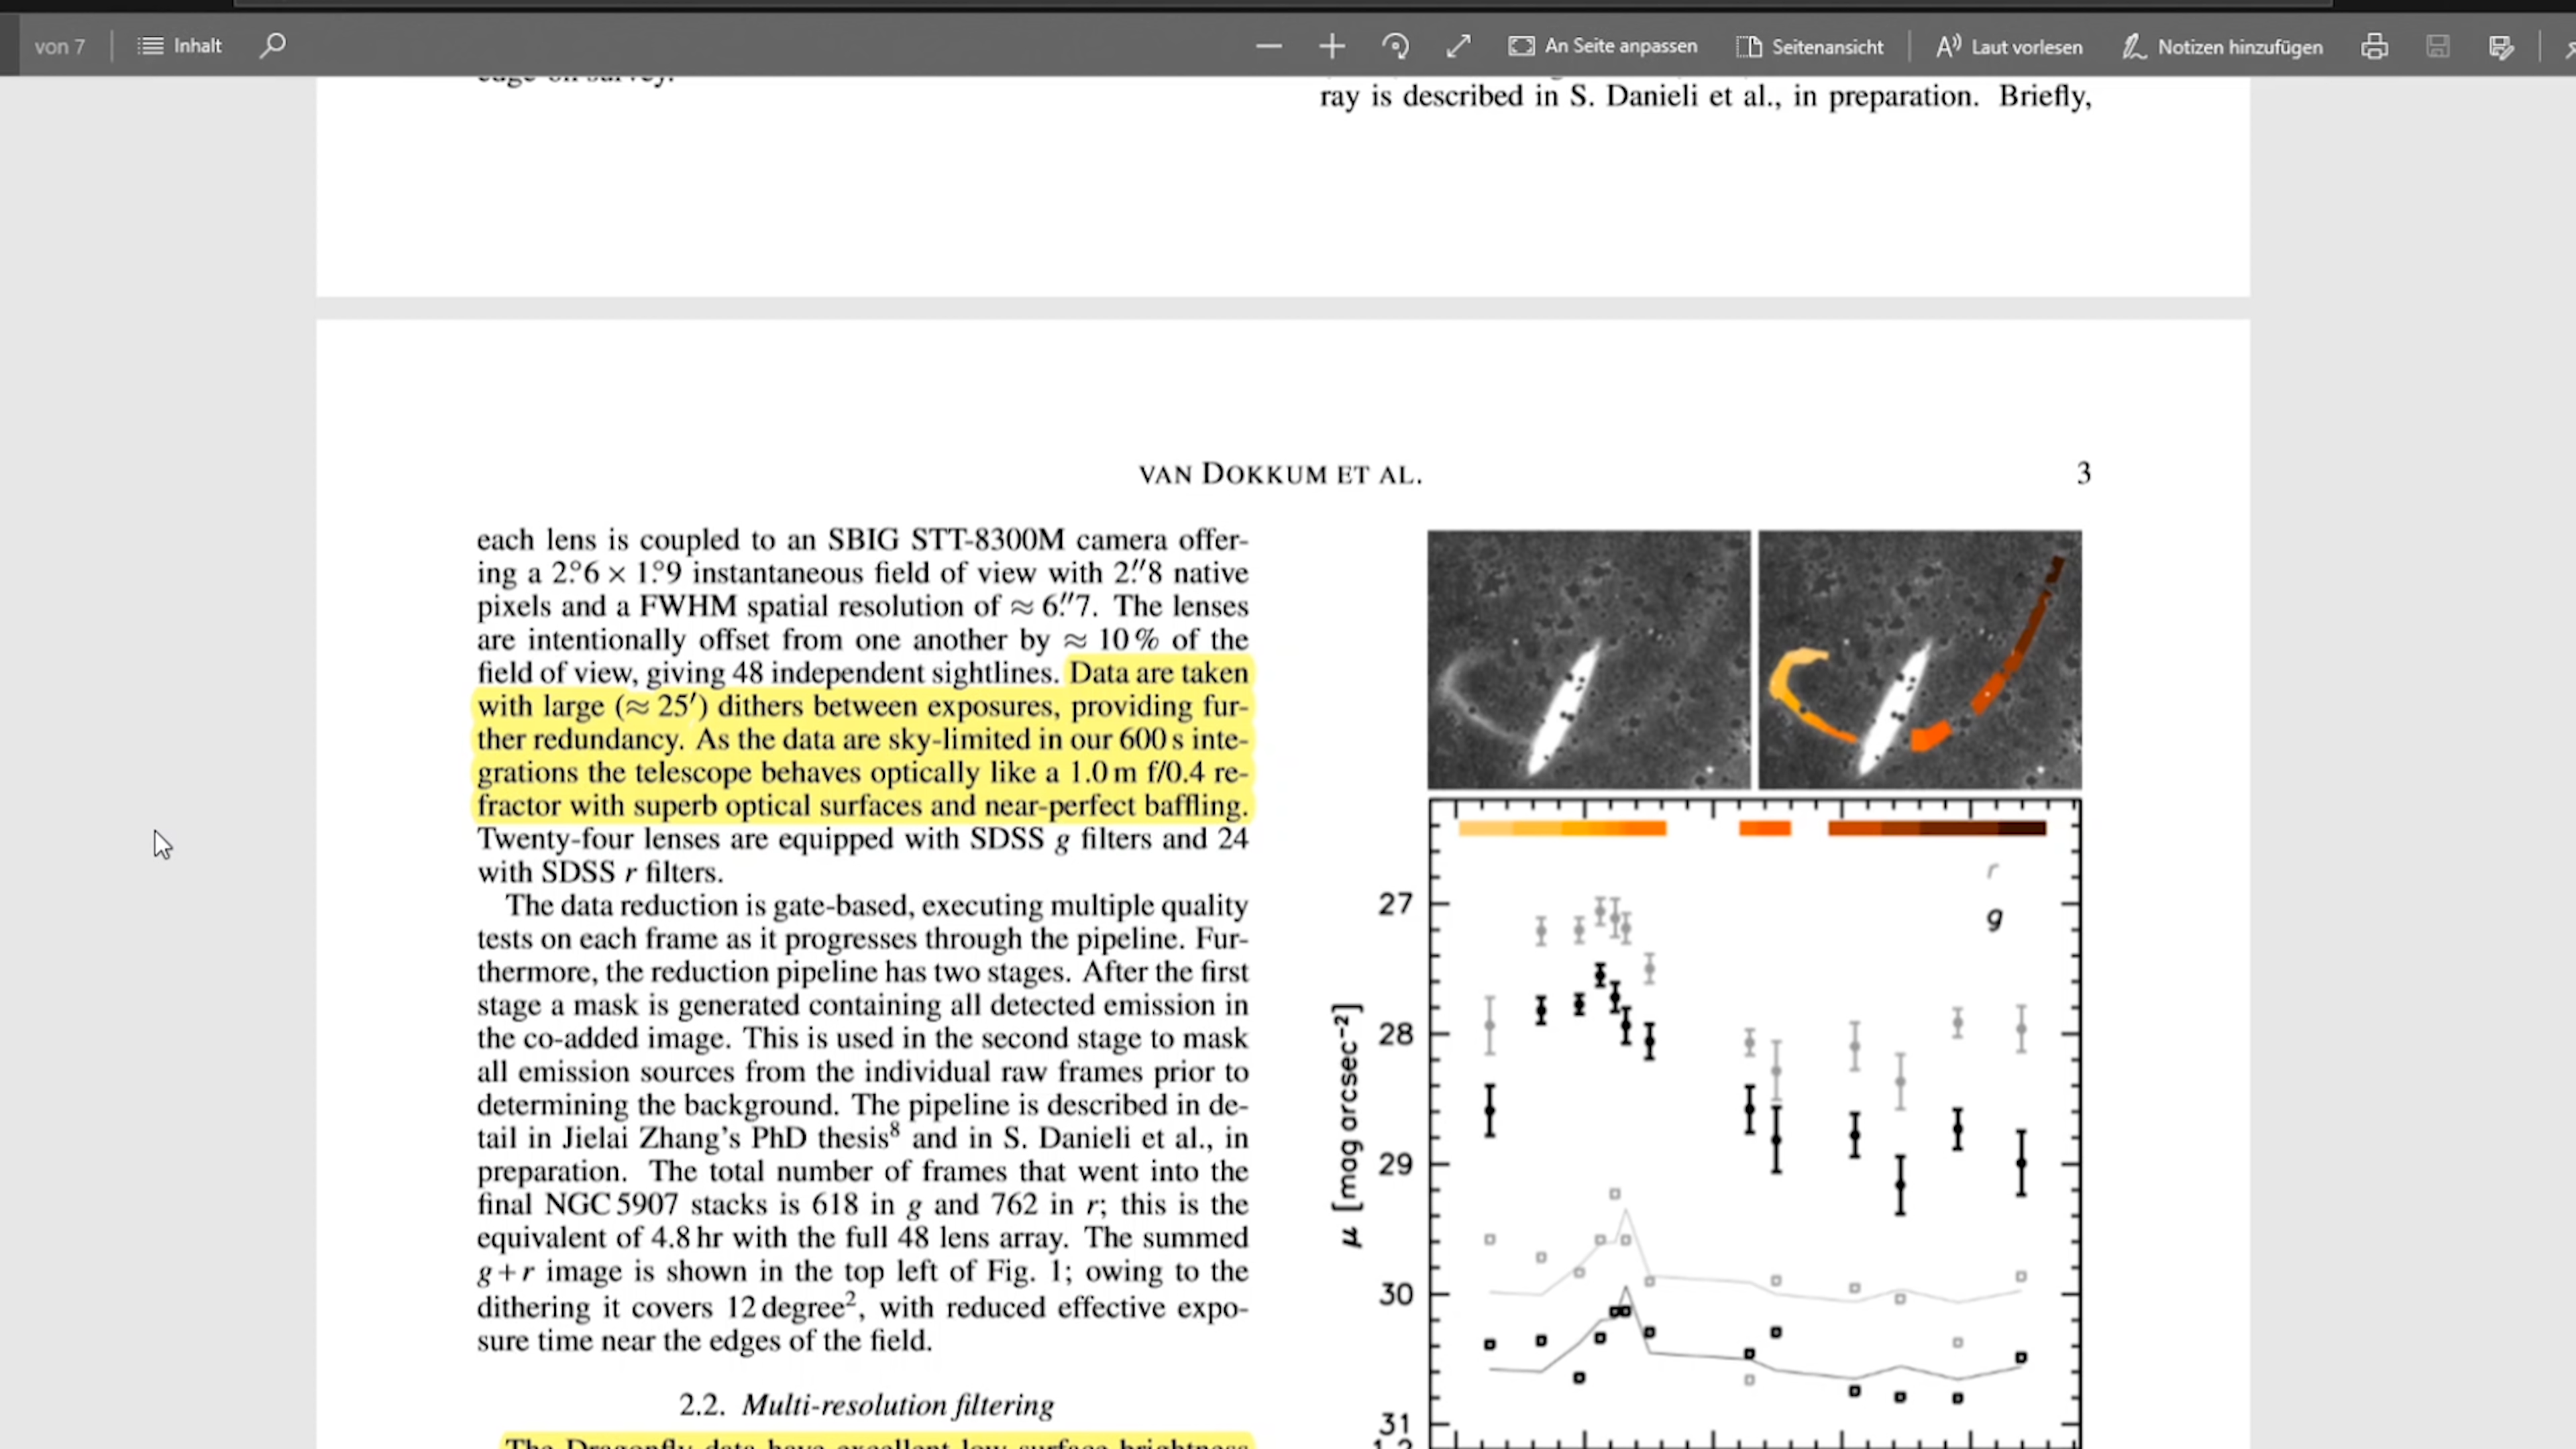 von 7
Inhalt
An Seite anpassen
Seitenansicht
Laut vorlesen
Notizen hinzufügen
edge-on survey.
ray is described in S. Danieli et al., in preparation. Briefly,
VAN DOKKUM ET AL.
3
each lens is coupled to an SBIG STT-8300M camera offer-
ing a 2.°6 × 1.°9 instantaneous field of view with 2.″8 native
pixels and a FWHM spatial resolution of ≈ 6.″7. The lenses
are intentionally offset from one another by ≈ 10 % of the
field of view, giving 48 independent sightlines. Data are taken
with large (≈ 25′) dithers between exposures, providing fur-
ther redundancy. As the data are sky-limited in our 600 s inte-
grations the telescope behaves optically like a 1.0 m f/0.4 re-
fractor with superb optical surfaces and near-perfect baffling.
Twenty-four lenses are equipped with SDSS g filters and 24
with SDSS r filters.
The data reduction is gate-based, executing multiple quality
tests on each frame as it progresses through the pipeline. Fur-
thermore, the reduction pipeline has two stages. After the first
stage a mask is generated containing all detected emission in
the co-added image. This is used in the second stage to mask
all emission sources from the individual raw frames prior to
determining the background. The pipeline is described in de-
tail in Jielai Zhang's PhD thesis⁸ and in S. Danieli et al., in
preparation. The total number of frames that went into the
final NGC 5907 stacks is 618 in g and 762 in r; this is the
equivalent of 4.8 hr with the full 48 lens array. The summed
g+r image is shown in the top left of Fig. 1; owing to the
dithering it covers 12 degree², with reduced effective expo-
sure time near the edges of the field.
2.2. Multi-resolution filtering
The Dragonfly data have excellent low surface brightness
r
g
27
28
29
30
31
μ [mag arcsec⁻²]
1.2